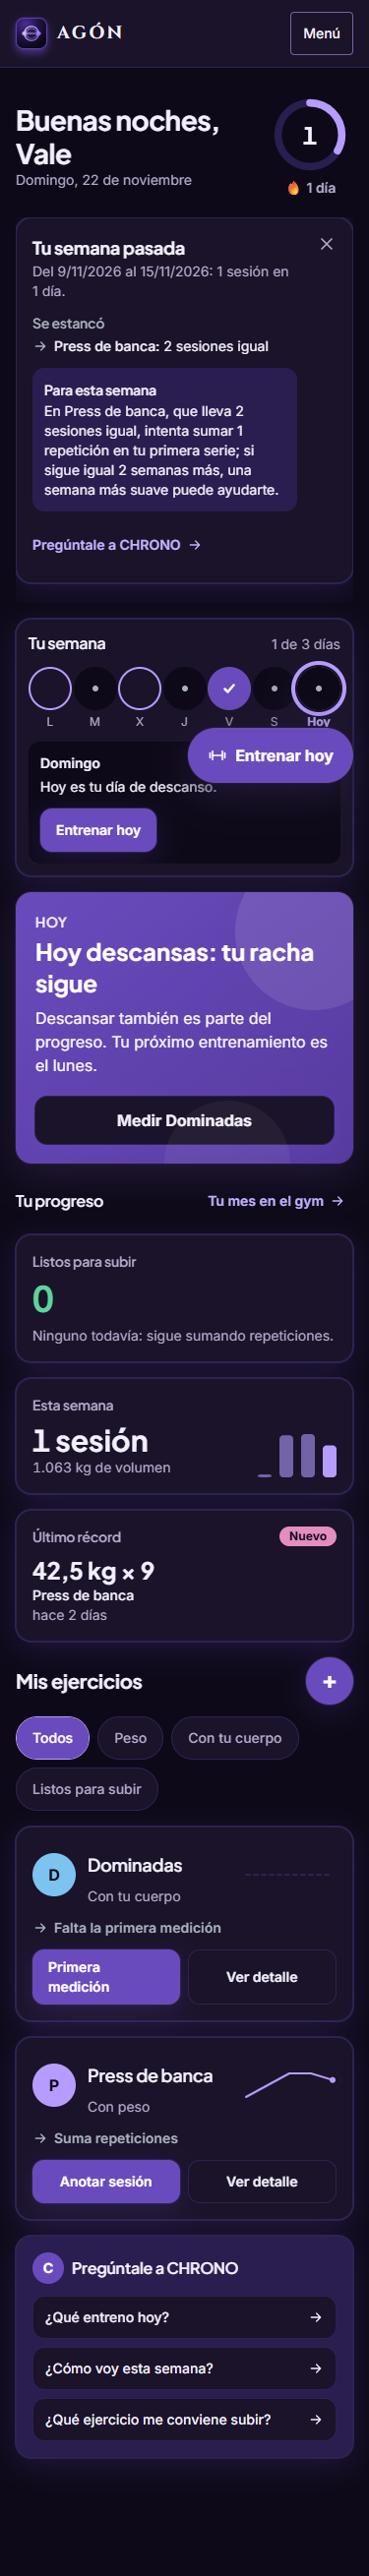 AGÓN
Menú
Buenas noches,
Vale
Domingo, 22 de noviembre
1
🔥 1 día
Tu semana pasada
Del 9/11/2026 al 15/11/2026: 1 sesión en
1 día.
Se estancó
→ Press de banca: 2 sesiones igual
Para esta semana
En Press de banca, que lleva 2
sesiones igual, intenta sumar 1
repetición en tu primera serie; si
sigue igual 2 semanas más, una
semana más suave puede ayudarte.
Pregúntale a CHRONO →
Tu semana
1 de 3 días
L M X J V S Hoy
Entrenar hoy
Domingo
Hoy es tu día de descanso.
Entrenar hoy
HOY
Hoy descansas: tu racha
sigue
Descansar también es parte del
progreso. Tu próximo entrenamiento es
el lunes.
Medir Dominadas
Tu progreso
Tu mes en el gym →
Listos para subir
0
Ninguno todavía: sigue sumando repeticiones.
Esta semana
1 sesión
1.063 kg de volumen
Último récord
Nuevo
42,5 kg × 9
Press de banca
hace 2 días
Mis ejercicios
+
Todos
Peso
Con tu cuerpo
Listos para subir
D
Dominadas
Con tu cuerpo
→ Falta la primera medición
Primera
medición
Ver detalle
P
Press de banca
Con peso
→ Suma repeticiones
Anotar sesión
Ver detalle
C
Pregúntale a CHRONO
¿Qué entreno hoy? →
¿Cómo voy esta semana? →
¿Qué ejercicio me conviene subir? →